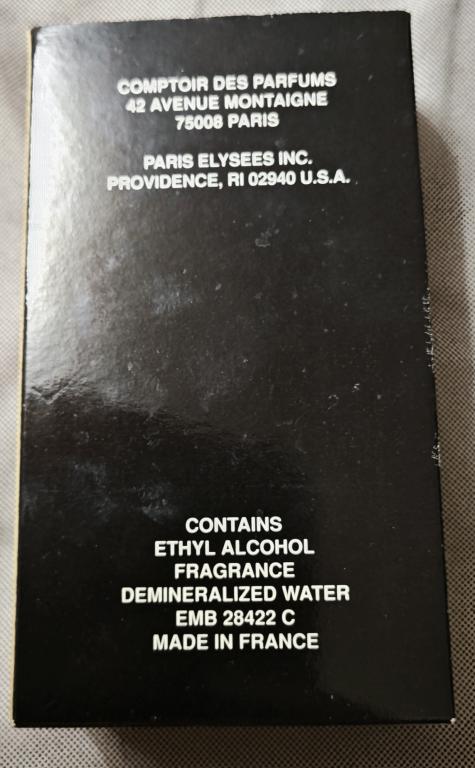 COMPTOIR DES PARFUMS
42 AVENUE MONTAIGNE
75008 PARIS
PARIS ELYSEES INC.
PROVIDENCE, RI 02940 U.S.A.
CONTAINS
ETHYL ALCOHOL
FRAGRANCE
DEMINERALIZED WATER
EMB 28422 C
MADE IN FRANCE